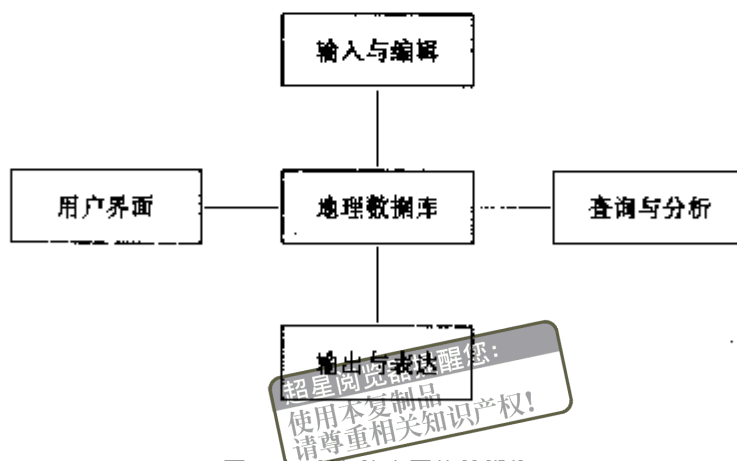 输入与编辑
用户界面
地理数据库
查询与分析
输出与表达
超星阅览器提醒您:
使用本复制品
请尊重相关知识产权!